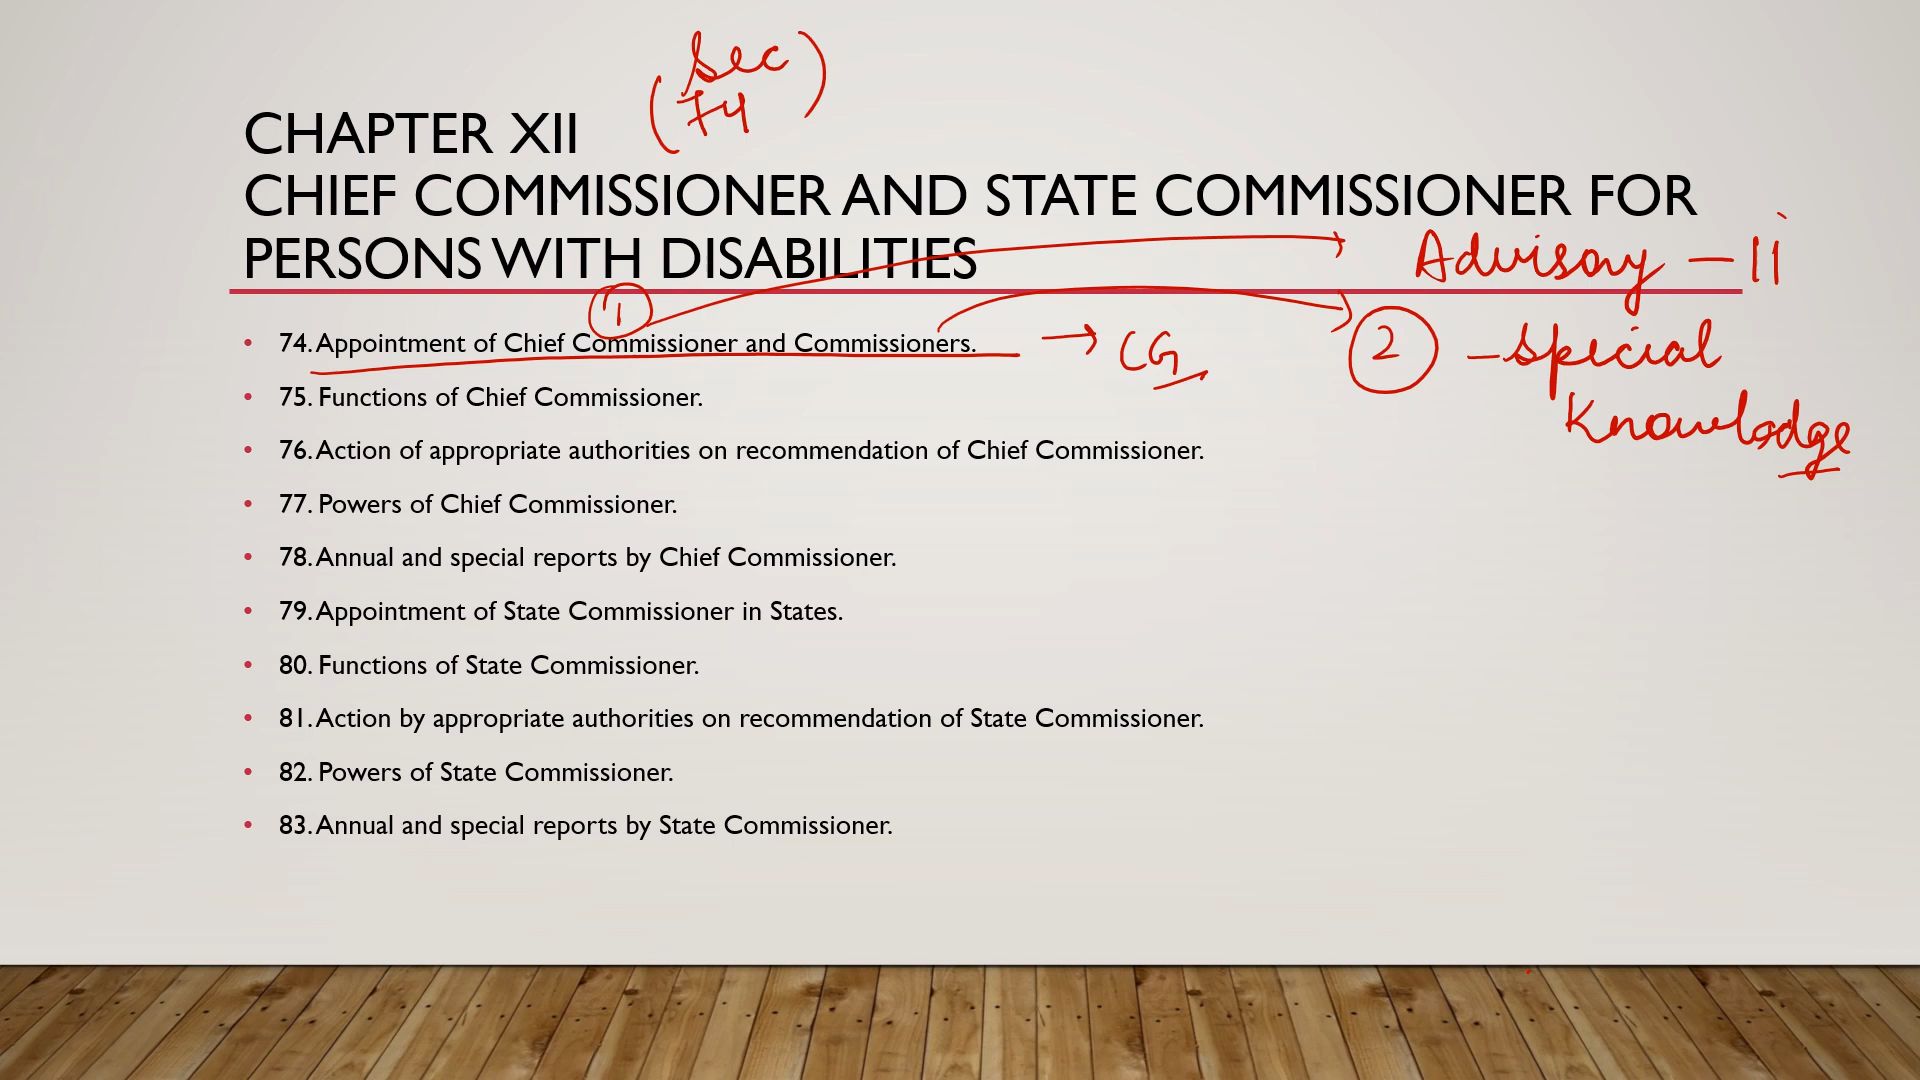 (Sec
74)
CHAPTER XII
CHIEF COMMISSIONER AND STATE COMMISSIONER FOR
PERSONS WITH DISABILITIES
Advisory – 11
1
• 74. Appointment of Chief Commissioner and Commissioners. → CG
2 – Special
Knowledge
• 75. Functions of Chief Commissioner.
• 76. Action of appropriate authorities on recommendation of Chief Commissioner.
• 77. Powers of Chief Commissioner.
• 78. Annual and special reports by Chief Commissioner.
• 79. Appointment of State Commissioner in States.
• 80. Functions of State Commissioner.
• 81. Action by appropriate authorities on recommendation of State Commissioner.
• 82. Powers of State Commissioner.
• 83. Annual and special reports by State Commissioner.